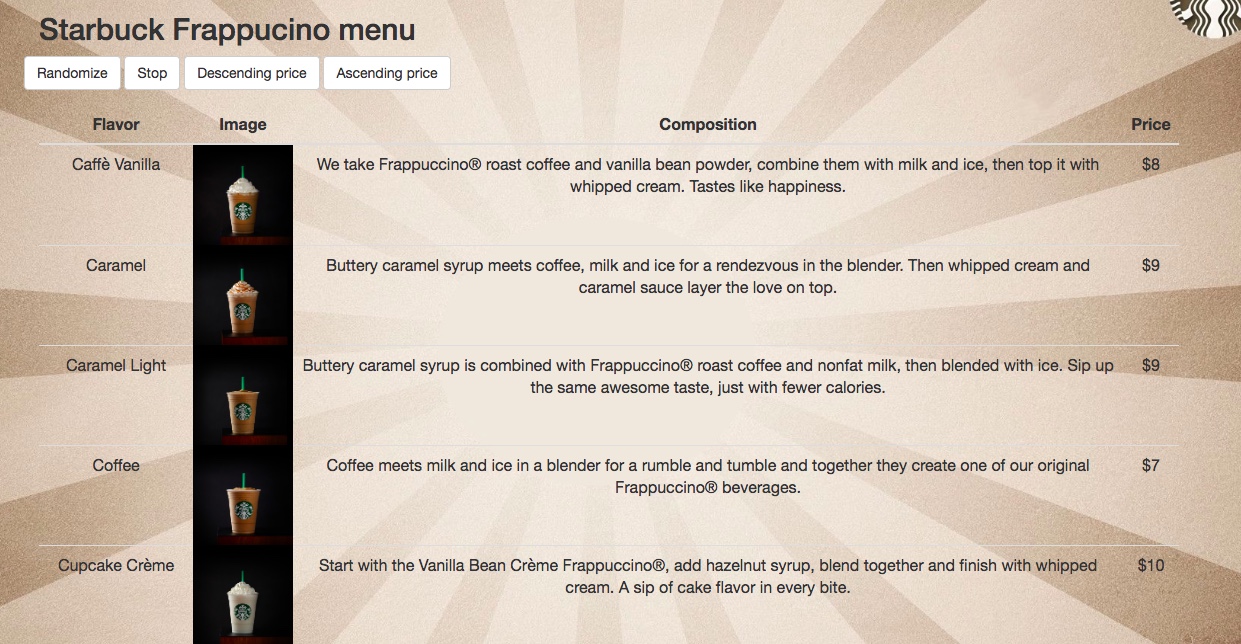 Starbuck Frappucino menu
Randomize Stop Descending price Ascending price
Flavor Image Composition Price
Caffè Vanilla We take Frappuccino® roast coffee and vanilla bean powder, combine them with milk and ice, then top it with $8
whipped cream. Tastes like happiness.
Caramel Buttery caramel syrup meets coffee, milk and ice for a rendezvous in the blender. Then whipped cream and $9
caramel sauce layer the love on top.
Caramel Light Buttery caramel syrup is combined with Frappuccino® roast coffee and nonfat milk, then blended with ice. Sip up $9
the same awesome taste, just with fewer calories.
Coffee Coffee meets milk and ice in a blender for a rumble and tumble and together they create one of our original $7
Frappuccino® beverages.
Cupcake Crème Start with the Vanilla Bean Crème Frappuccino®, add hazelnut syrup, blend together and finish with whipped $10
cream. A sip of cake flavor in every bite.